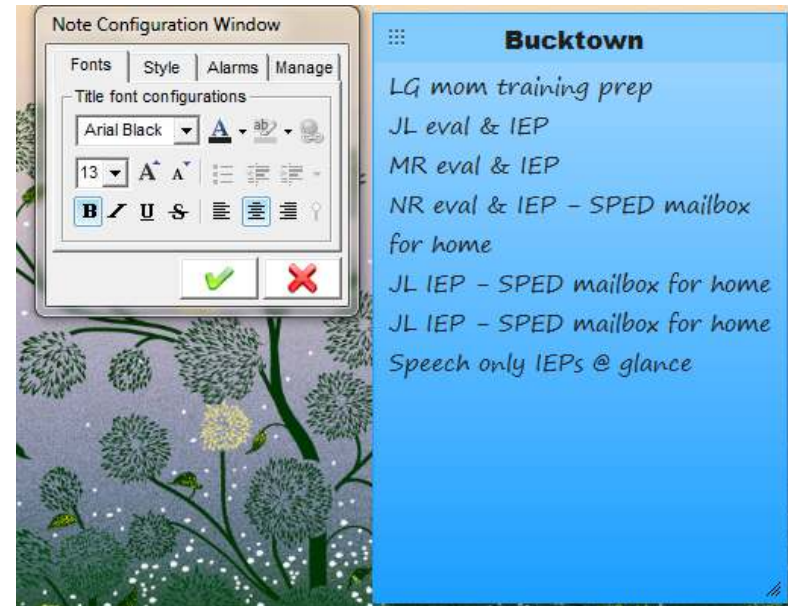 Note Configuration Window
Fonts
Style
Alarms
Manage
Title font configurations
Arial Black
A
ab
13
A
A
B I U S
Bucktown
LG mom training prep
JL eval & IEP
MR eval & IEP
NR eval & IEP - SPED mailbox
for home
JL IEP - SPED mailbox for home
JL IEP - SPED mailbox for home
Speech only IEPs @ glance